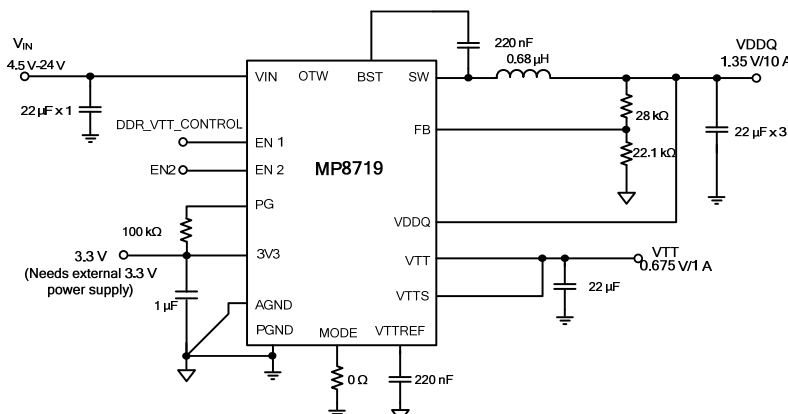 V_IN
4.5 V-24 V
22 µF x 1
DDR_VTT_CONTROL
EN2
100 kΩ
3.3 V
(Needs external 3.3 V
power supply)
1 µF
VIN
OTW
BST
SW
EN 1
FB
EN 2
MP8719
PG
VDDQ
3V3
VTT
VTTS
AGND
PGND
MODE
VTTREF
0 Ω
220 nF
220 nF
0.68 µH
VDDQ
1.35 V/10 A
28 kΩ
22.1 kΩ
22 µF x 3
VTT
0.675 V/1 A
22 µF